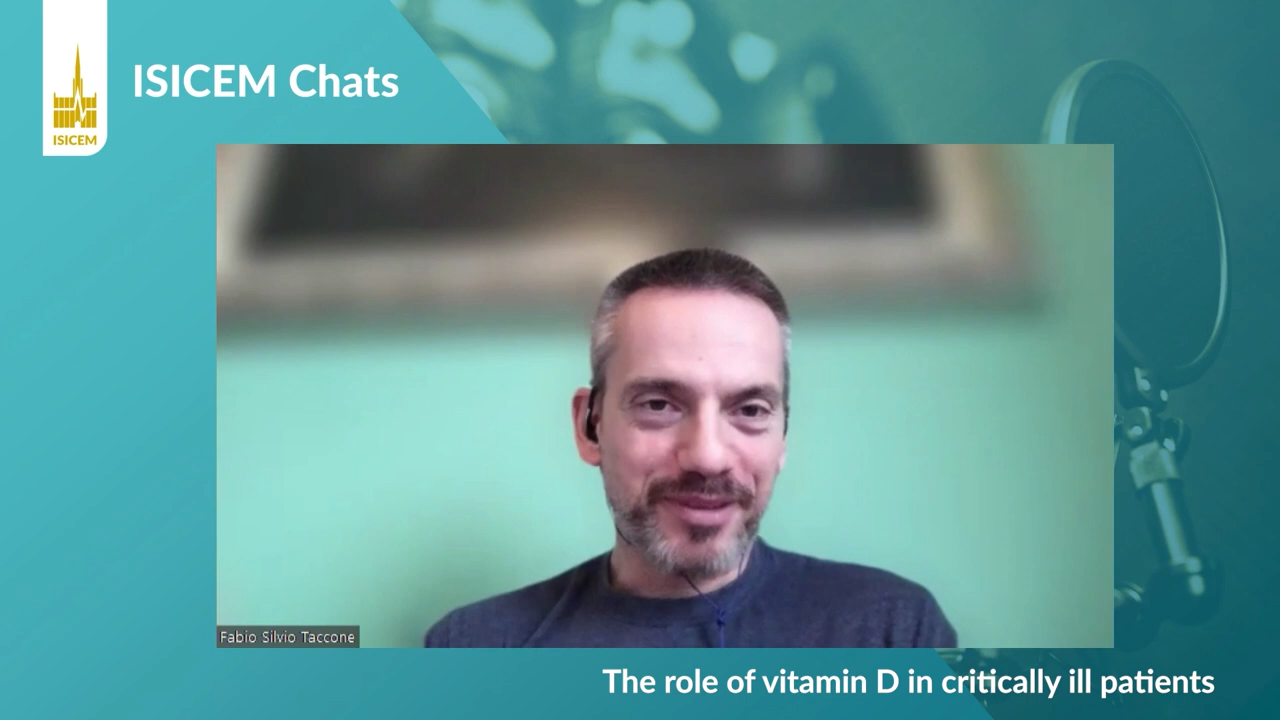 ISICEM Chats
ISICEM
Fabio Silvio Taccone
The role of vitamin D in critically ill patients